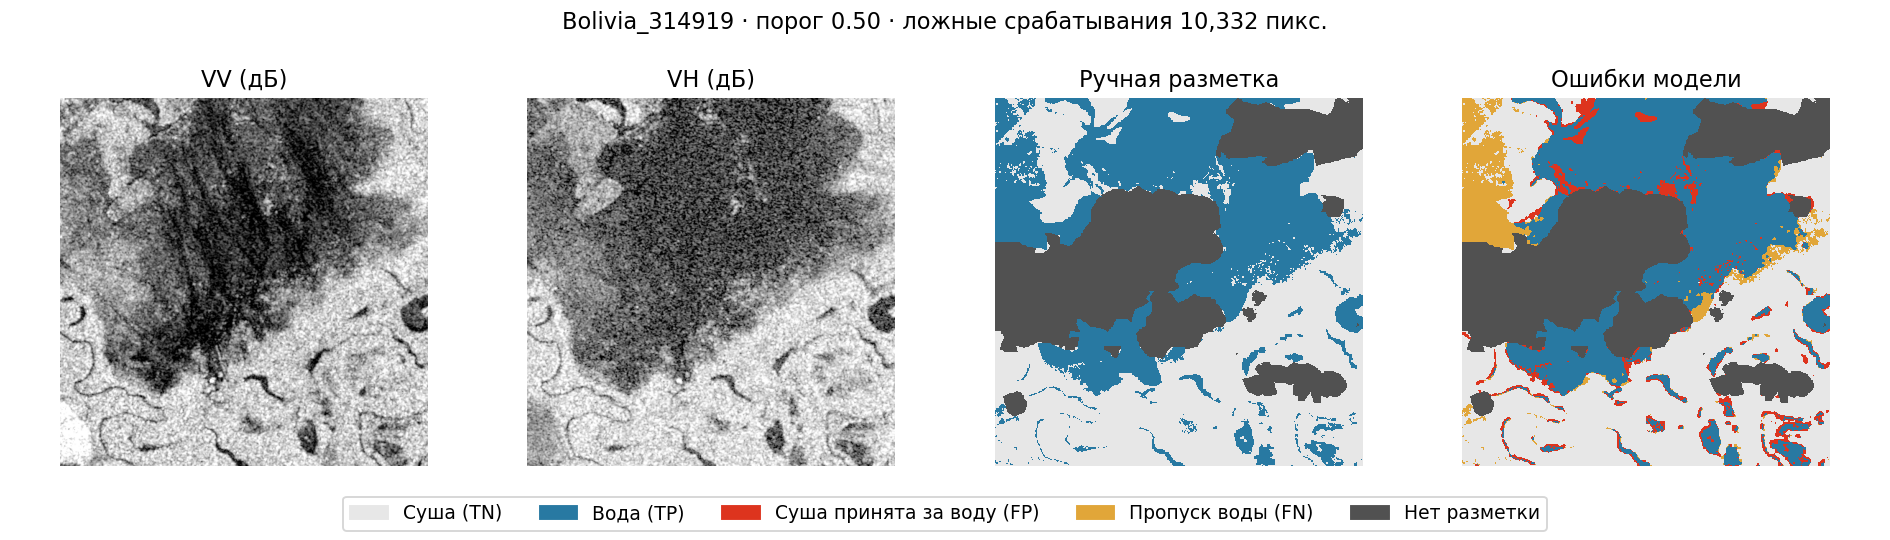 Bolivia_314919 · порог 0.50 · ложные срабатывания 10,332 пикс.
VV (дБ)
VH (дБ)
Ручная разметка
Ошибки модели
Суша (TN)
Вода (TP)
Суша принята за воду (FP)
Пропуск воды (FN)
Нет разметки